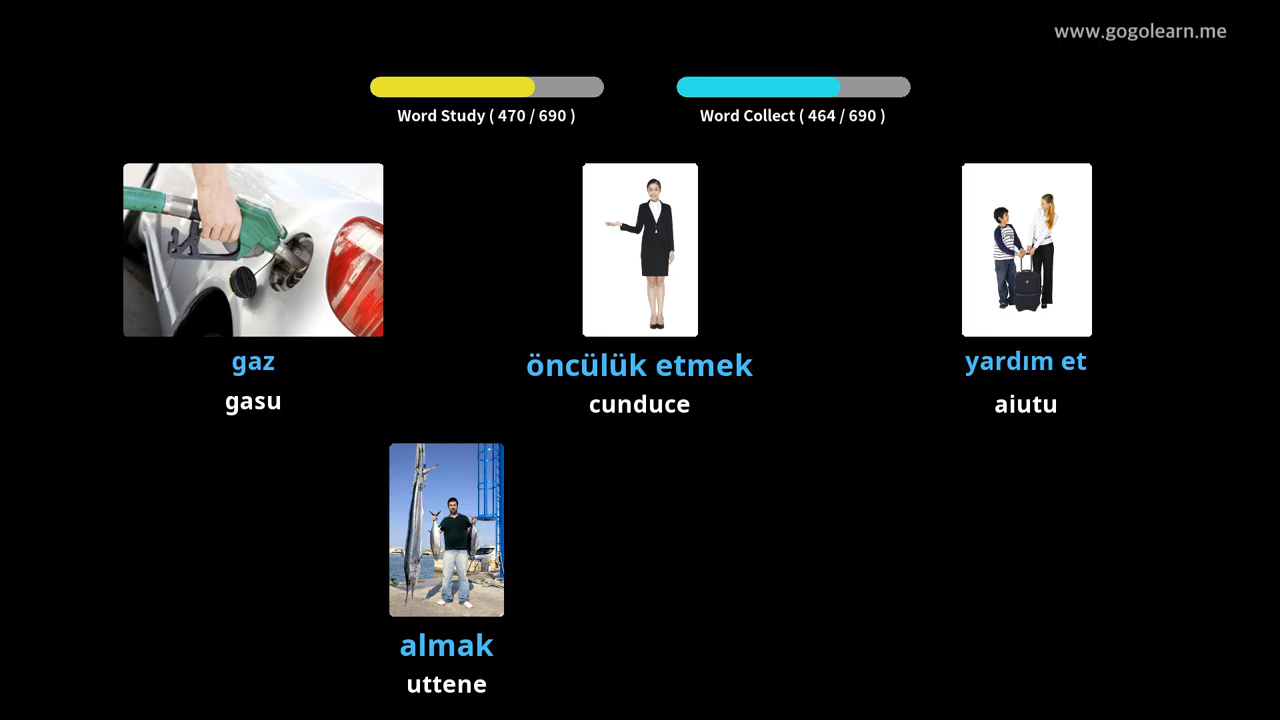 www.gogolearn.me
Word Study ( 470 / 690 )
Word Collect ( 464 / 690 )
gaz
gasu
öncülük etmek
cunduce
yardım et
aiutu
almak
uttene